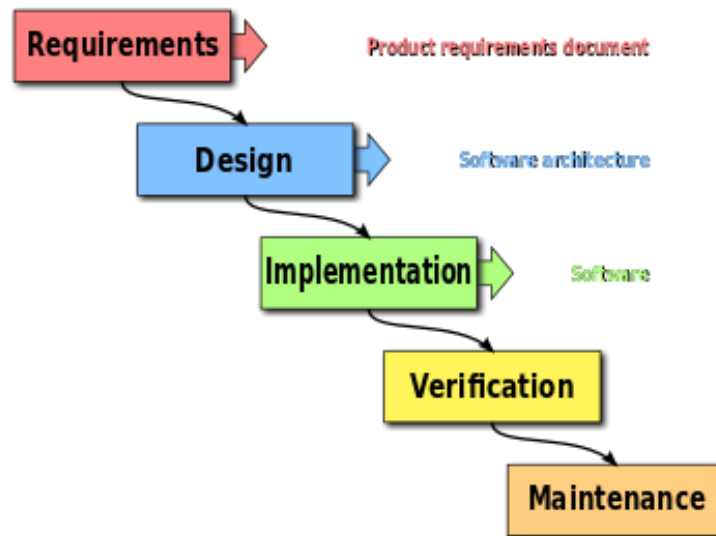 Requirements
Product requirements document
Design
Software architecture
Implementation
Software
Verification
Maintenance